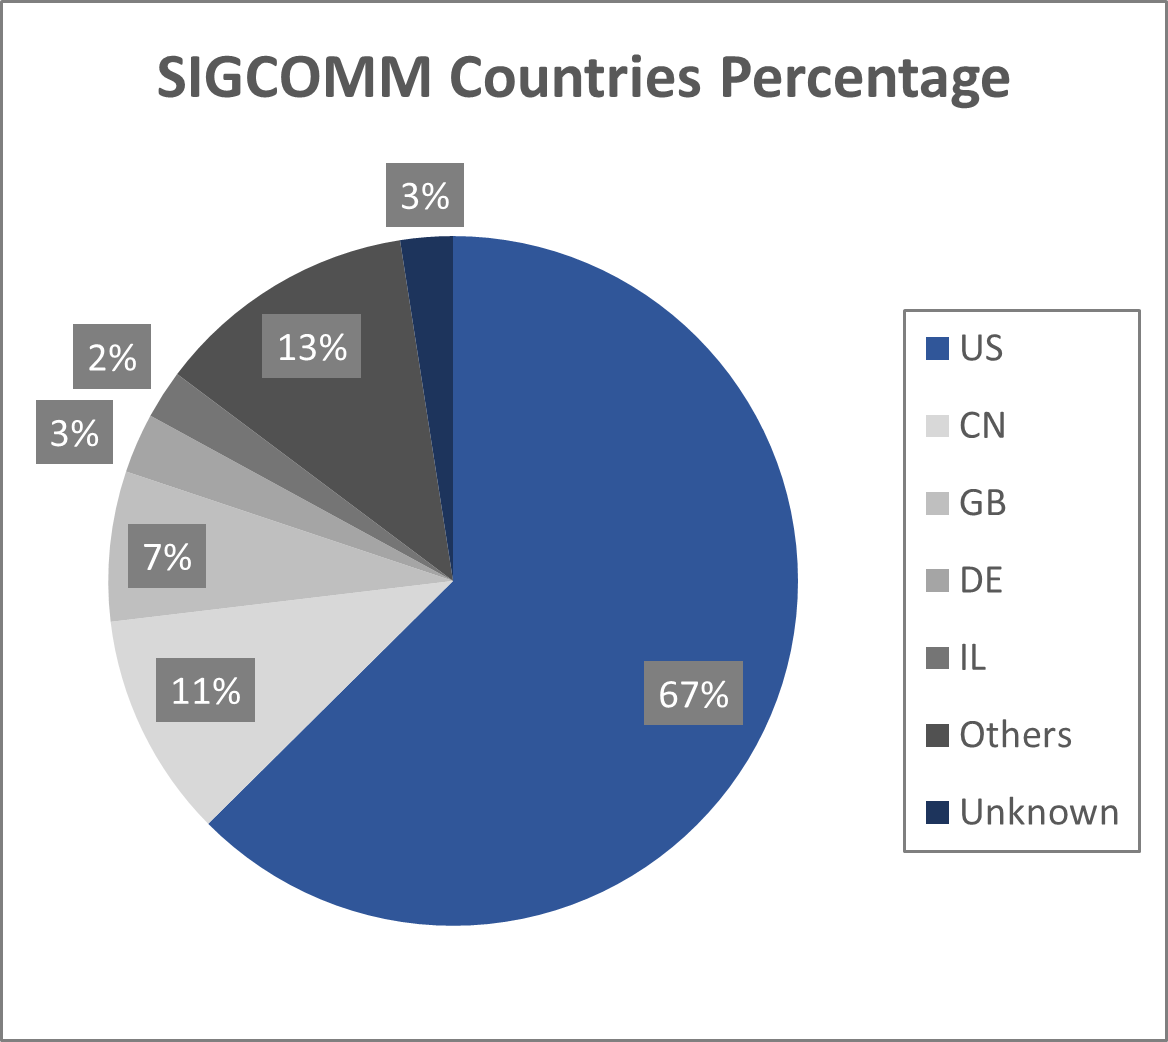 SIGCOMM Countries Percentage
3%
2%
13%
3%
7%
11%
67%
US
CN
GB
DE
IL
Others
Unknown